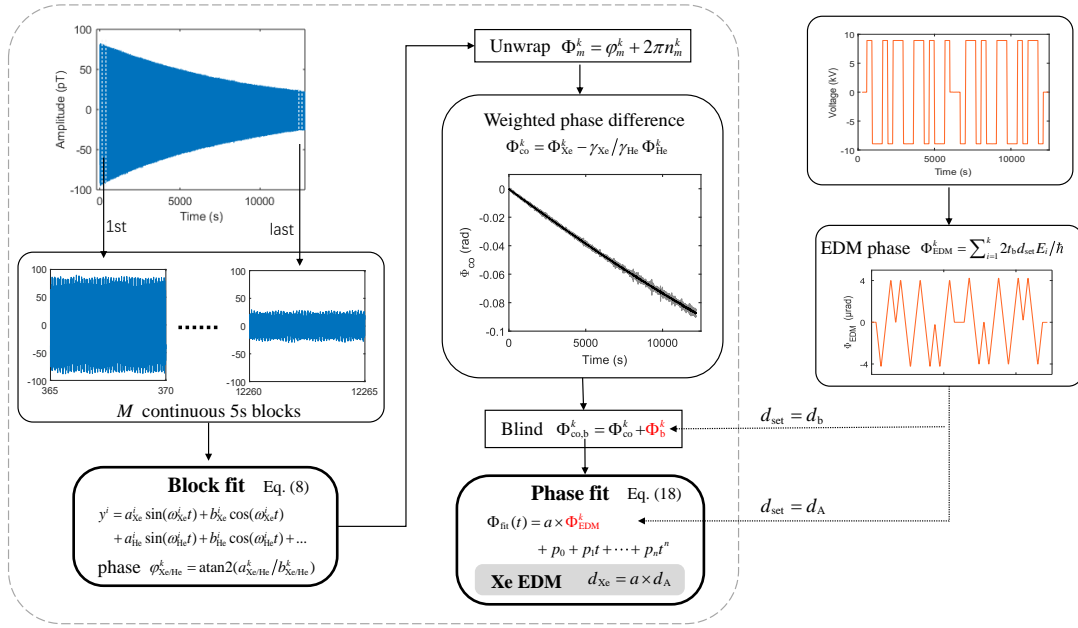 100
50
0
-50
-100
Amplitude (pT)
0
5000
10000
Time (s)
1st
last
100
50
0
-50
-100
365
370
......
100
50
0
-50
-100
12260
12265
M continuous 5s blocks
Block fit Eq. (8)
y^i = a^i_Xe sin(ω^i_Xe t) + b^i_Xe cos(ω^i_Xe t)
+ a^i_He sin(ω^i_He t) + b^i_He cos(ω^i_He t) + ...
phase φ^k_Xe/He = atan2(a^k_Xe/He / b^k_Xe/He)
Unwrap Φ^k_m = φ^k_m + 2πn^k_m
Weighted phase difference
Φ^k_co = Φ^k_Xe − γ_Xe/γ_He Φ^k_He
0
-0.02
-0.04
-0.06
-0.08
-0.1
Φ_co (rad)
0
5000
10000
Time (s)
Blind Φ^k_co,b = Φ^k_co + Φ^k_b
Phase fit Eq. (18)
Φ_fit(t) = a × Φ^k_EDM
+ p_0 + p_1 t + ⋯ + p_n t^n
Xe EDM d_Xe = a × d_A
10
5
0
-5
-10
Voltage (kV)
0
5000
10000
Time (s)
EDM phase Φ^k_EDM = ∑^k_i=1 2t_b d_set E_i/ħ
4
0
-4
Φ_EDM (μrad)
d_set = d_b
d_set = d_A